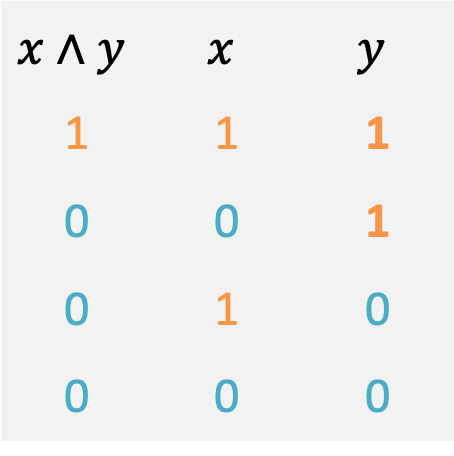 x ∧ y x y
1 1 1
0 0 1
0 1 0
0 0 0